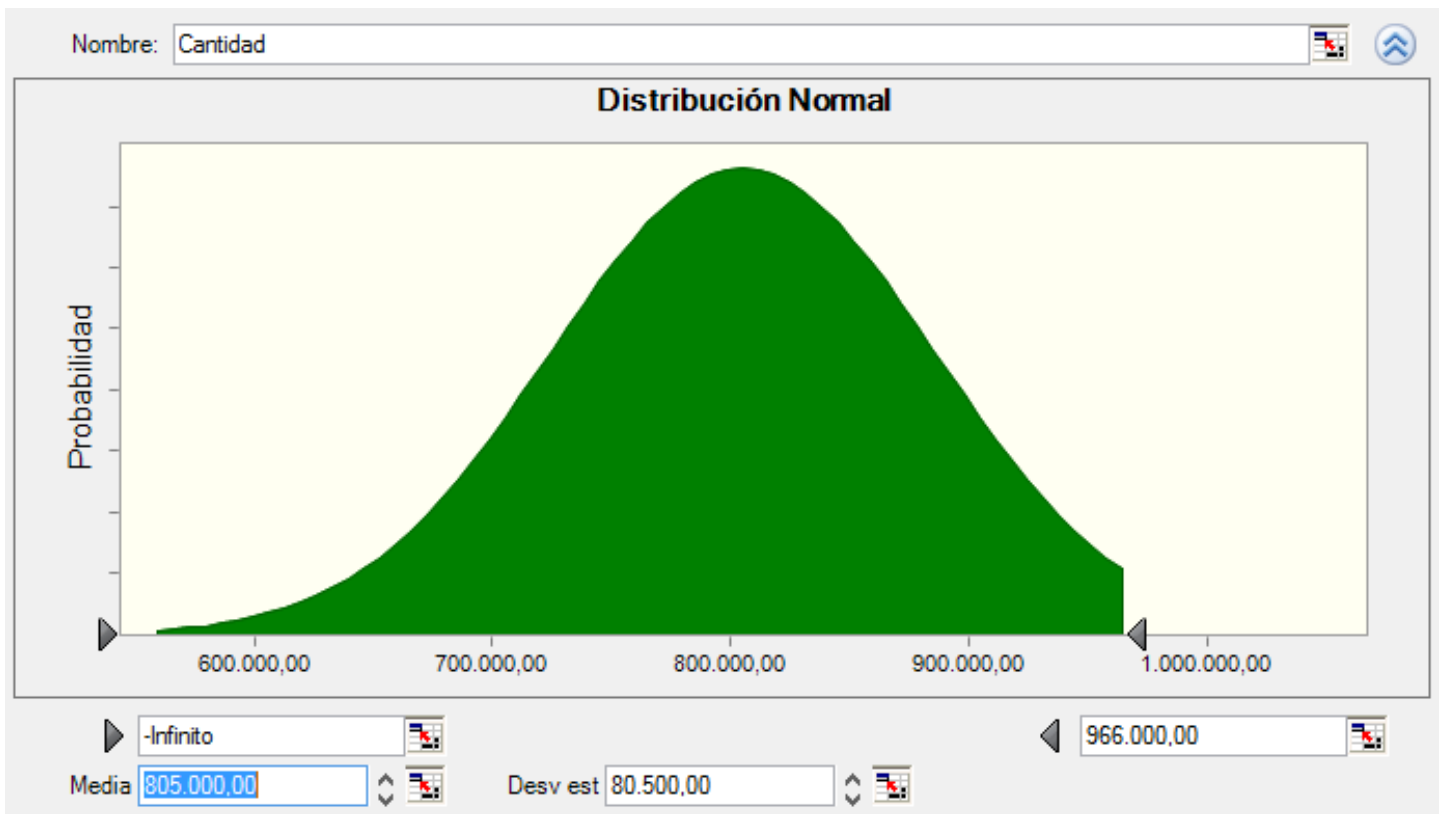 Nombre: Cantidad
Distribución Normal
Probabilidad
600.000,00 700.000,00 800.000,00 900.000,00 1.000.000,00
-Infinito 966.000,00
Media 805.000,00 Desv est 80.500,00